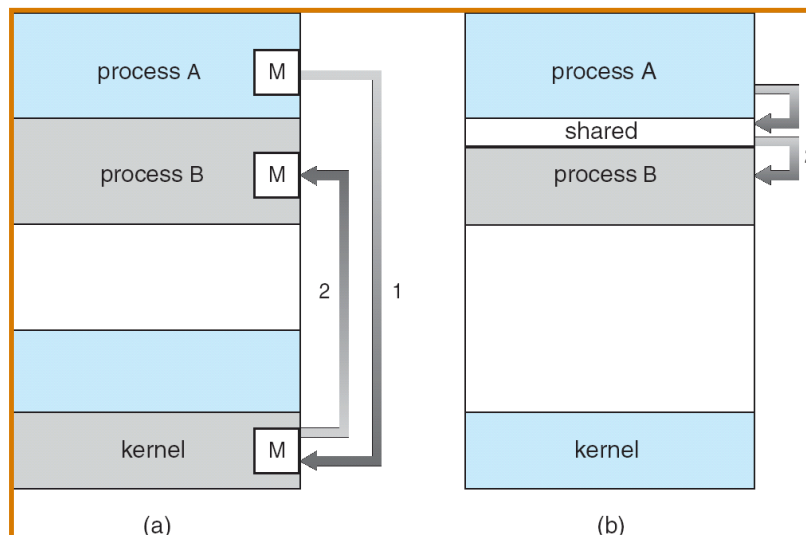 process A
M
process B
M
2
1
kernel
M
(a)
process A
shared
process B
kernel
(b)